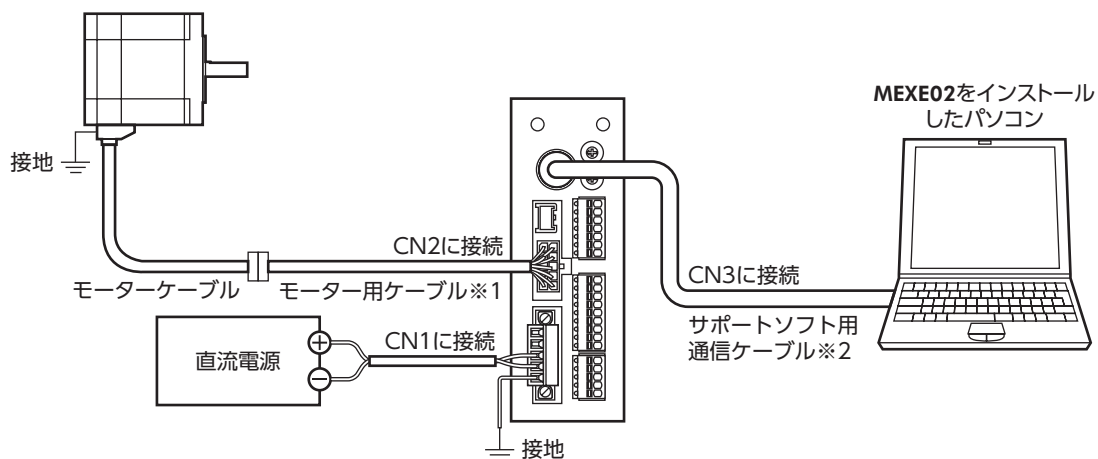 MEXE02をインストール
したパソコン
接地
CN2に接続
モーターケーブル
モーター用ケーブル※1
CN3に接続
サポートソフト用
通信ケーブル※2
直流電源
+
−
CN1に接続
接地